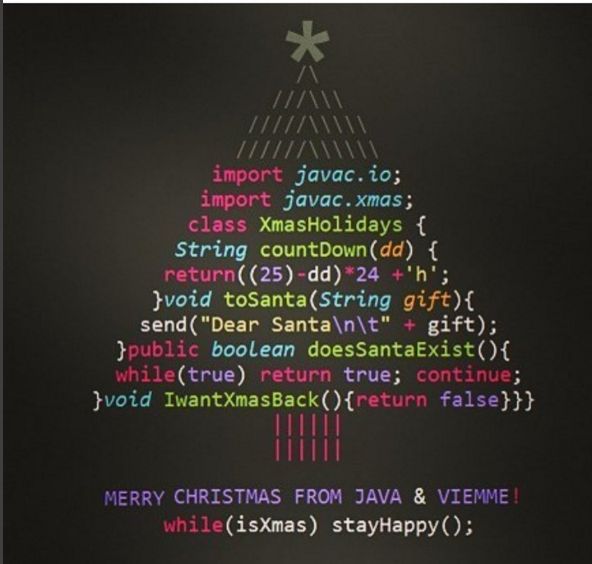 *
/\
///\\\
/////\\\\\
//////\\\\\\
import javac.io;
import javac.xmas;
class XmasHolidays {
String countDown(dd) {
return((25)-dd)*24 +'h';
}void toSanta(String gift){
send("Dear Santa\n\t" + gift);
}public boolean doesSantaExist(){
while(true) return true; continue;
}void IwantXmasBack(){return false}}}
||||||
||||||
MERRY CHRISTMAS FROM JAVA & VIEMME!
while(isXmas) stayHappy();